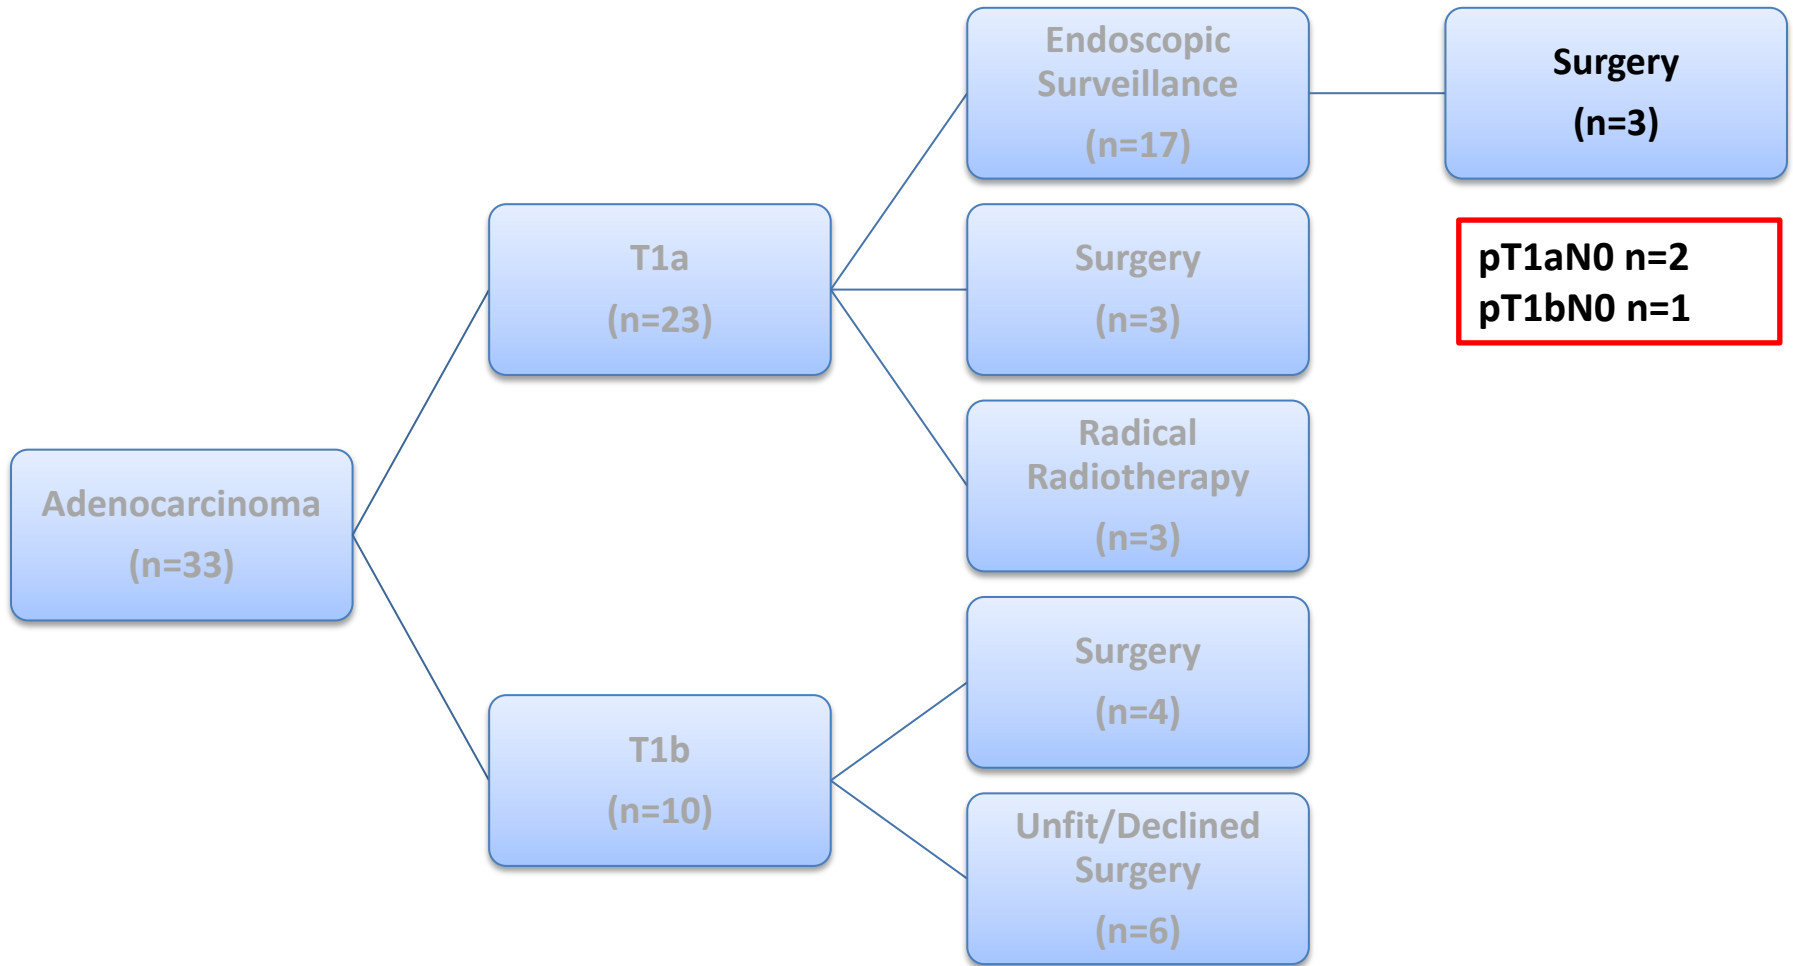 Endoscopic
Surveillance
(n=17)
Surgery
(n=3)
pT1aN0 n=2
pT1bN0 n=1
T1a
(n=23)
Surgery
(n=3)
Radical
Radiotherapy
(n=3)
Adenocarcinoma
(n=33)
Surgery
(n=4)
T1b
(n=10)
Unfit/Declined
Surgery
(n=6)